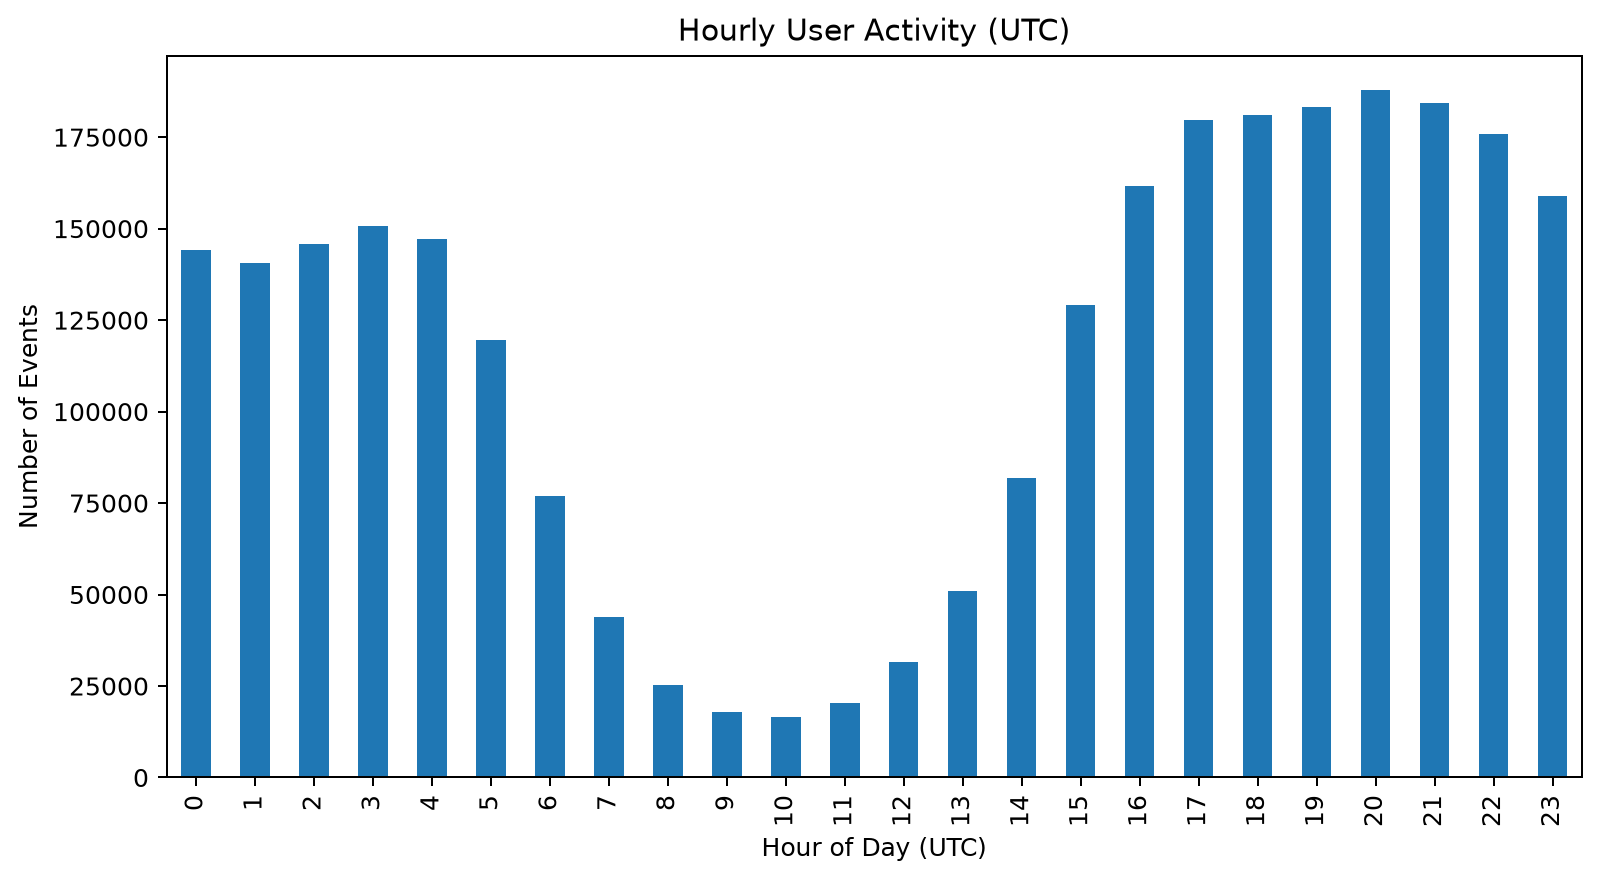 Hourly User Activity (UTC)
Number of Events
175000
150000
125000
100000
75000
50000
25000
0
0 1 2 3 4 5 6 7 8 9 10 11 12 13 14 15 16 17 18 19 20 21 22 23
Hour of Day (UTC)